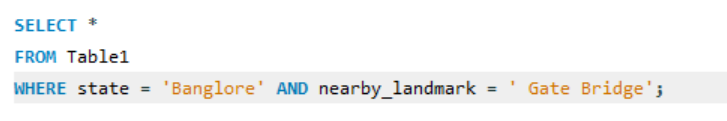 SELECT *
FROM Table1
WHERE state = 'Banglore' AND nearby_landmark = ' Gate Bridge';